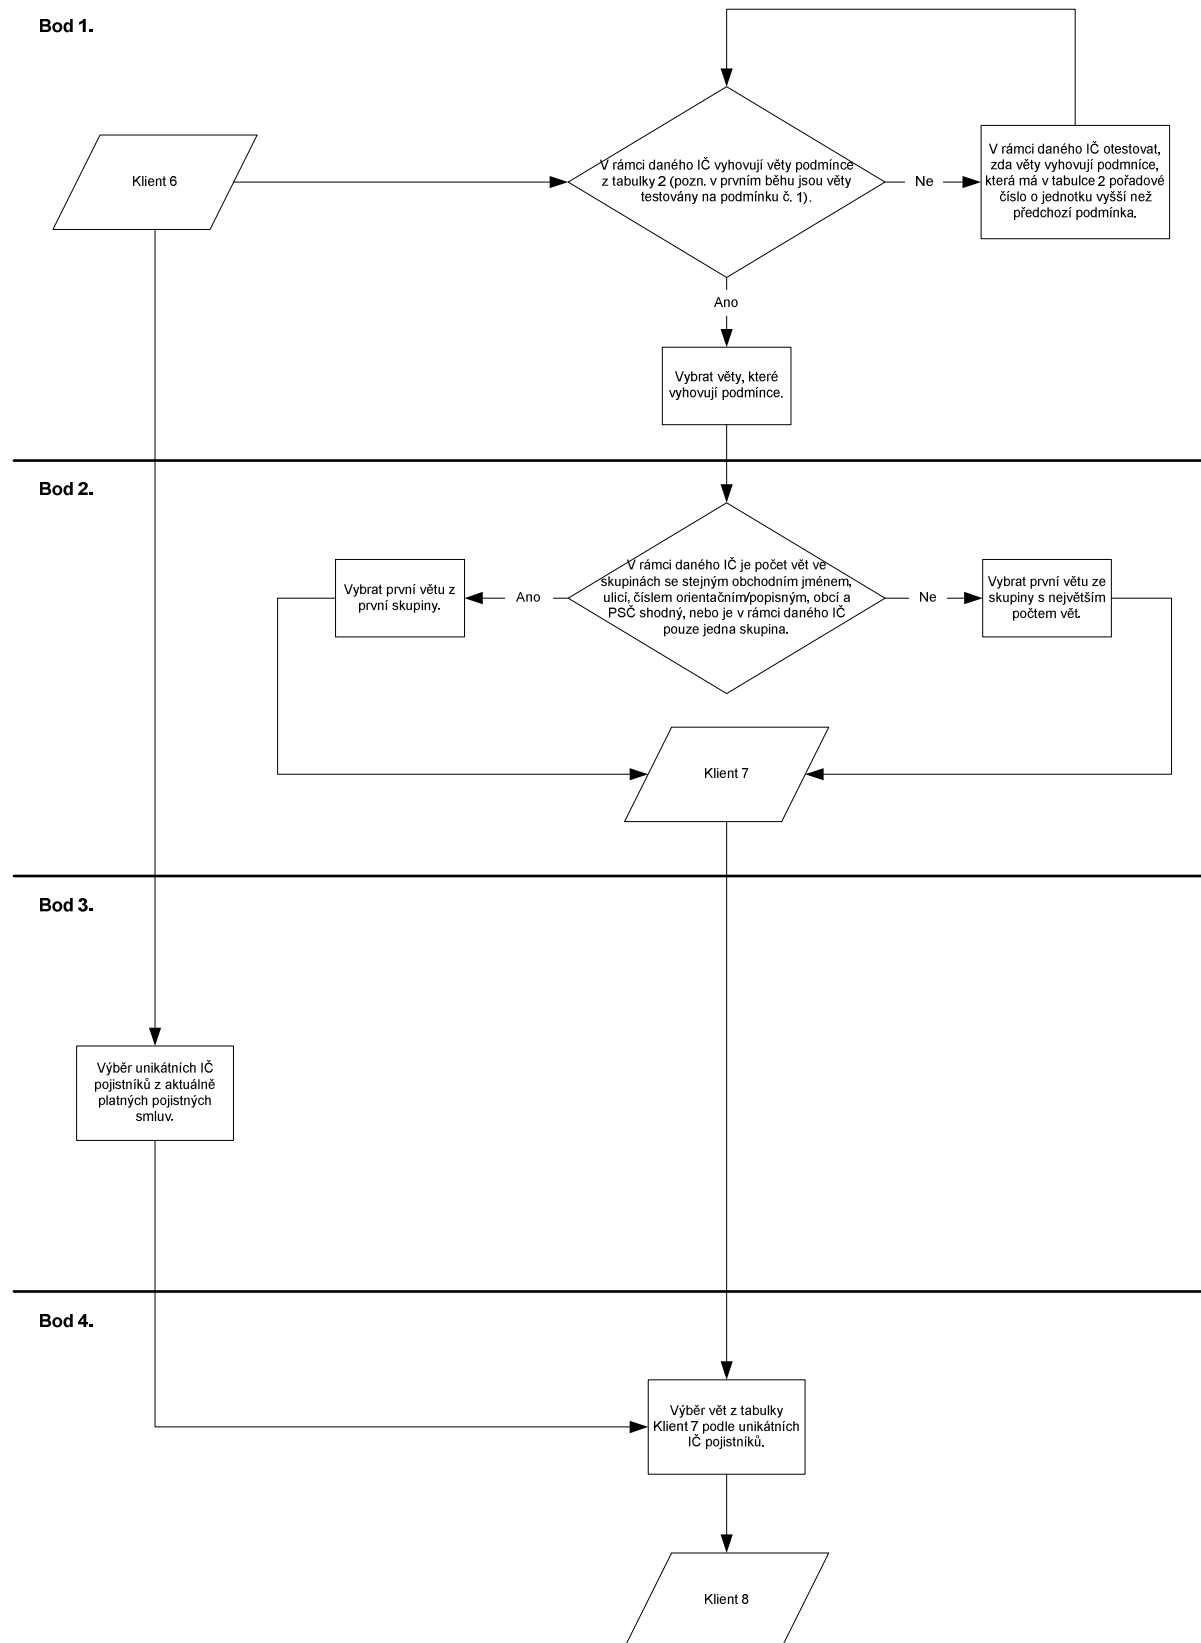 Bod 1.
Klient 6
V rámci daného IČ vyhovují věty podmínce
z tabulky 2 (pozn. v prvním běhu jsou věty
testovány na podmínku č. 1).
Ne
V rámci daného IČ otestovat,
zda věty vyhovují podmníce,
která má v tabulce 2 pořadové
číslo o jednotku vyšší než
předchozí podmínka.
Ano
Vybrat věty, které
vyhovují podmínce.
Bod 2.
Vybrat první větu z
první skupiny.
Ano
V rámci daného IČ je počet vět ve
skupinách se stejným obchodním jménem,
ulicí, číslem orientačním/popisným, obcí a
PSČ shodný, nebo je v rámci daného IČ
pouze jedna skupina.
Ne
Vybrat první větu ze
skupiny s největším
počtem vět.
Klient 7
Bod 3.
Výběr unikátních IČ
pojistníků z aktuálně
platných pojistných
smluv.
Bod 4.
Výběr vět z tabulky
Klient 7 podle unikátních
IČ pojistníků.
Klient 8